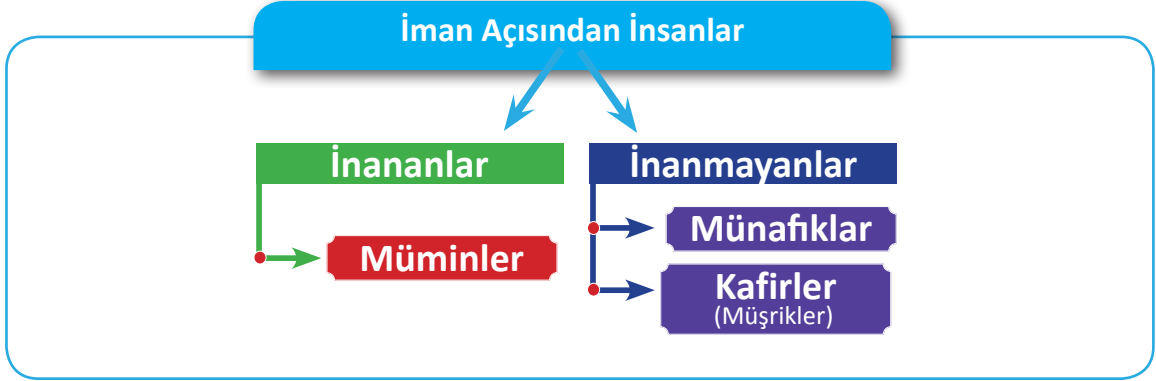 İman Açısından İnsanlar
İnananlar
Müminler
İnanmayanlar
Münafıklar
Kafirler
(Müşrikler)